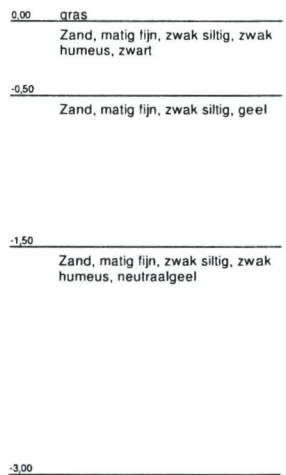 0,00 gras
Zand, matig fijn, zwak siltig, zwak
humeus, zwart
-0,50
Zand, matig fijn, zwak siltig, geel
-1,50
Zand, matig fijn, zwak siltig, zwak
humeus, neutraalgeel
-3,00